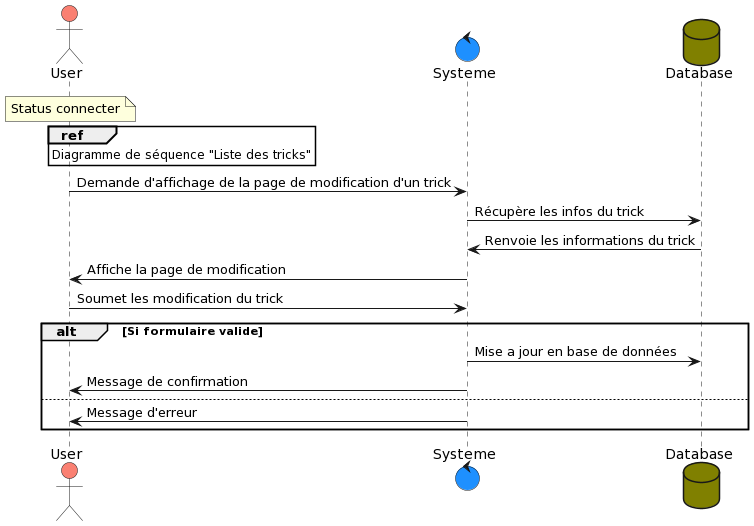 User
Systeme
Database
Status connecter
ref
Diagramme de séquence "Liste des tricks"
Demande d'affichage de la page de modification d'un trick
Récupère les infos du trick
Renvoie les informations du trick
Affiche la page de modification
Soumet les modification du trick
alt [Si formulaire valide]
Mise a jour en base de données
Message de confirmation
Message d'erreur
User
Systeme
Database